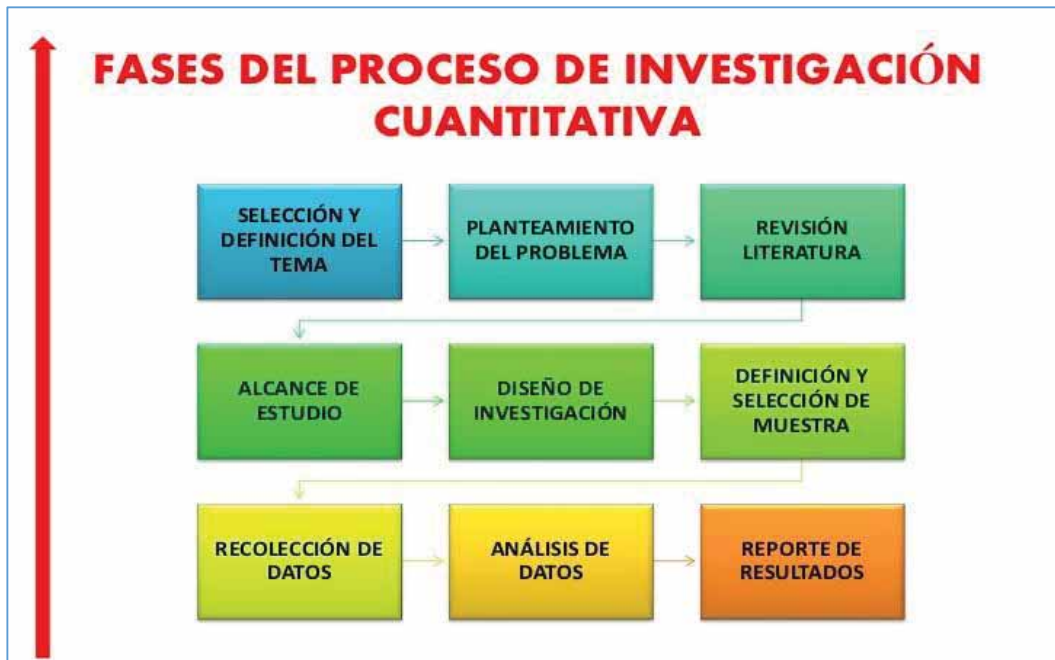 FASES DEL PROCESO DE INVESTIGACIÓN
CUANTITATIVA
SELECCIÓN Y
DEFINICIÓN DEL
TEMA
PLANTEAMIENTO
DEL PROBLEMA
REVISIÓN
LITERATURA
ALCANCE DE
ESTUDIO
DISEÑO DE
INVESTIGACIÓN
DEFINICIÓN Y
SELECCIÓN DE
MUESTRA
RECOLECCIÓN DE
DATOS
ANÁLISIS DE
DATOS
REPORTE DE
RESULTADOS